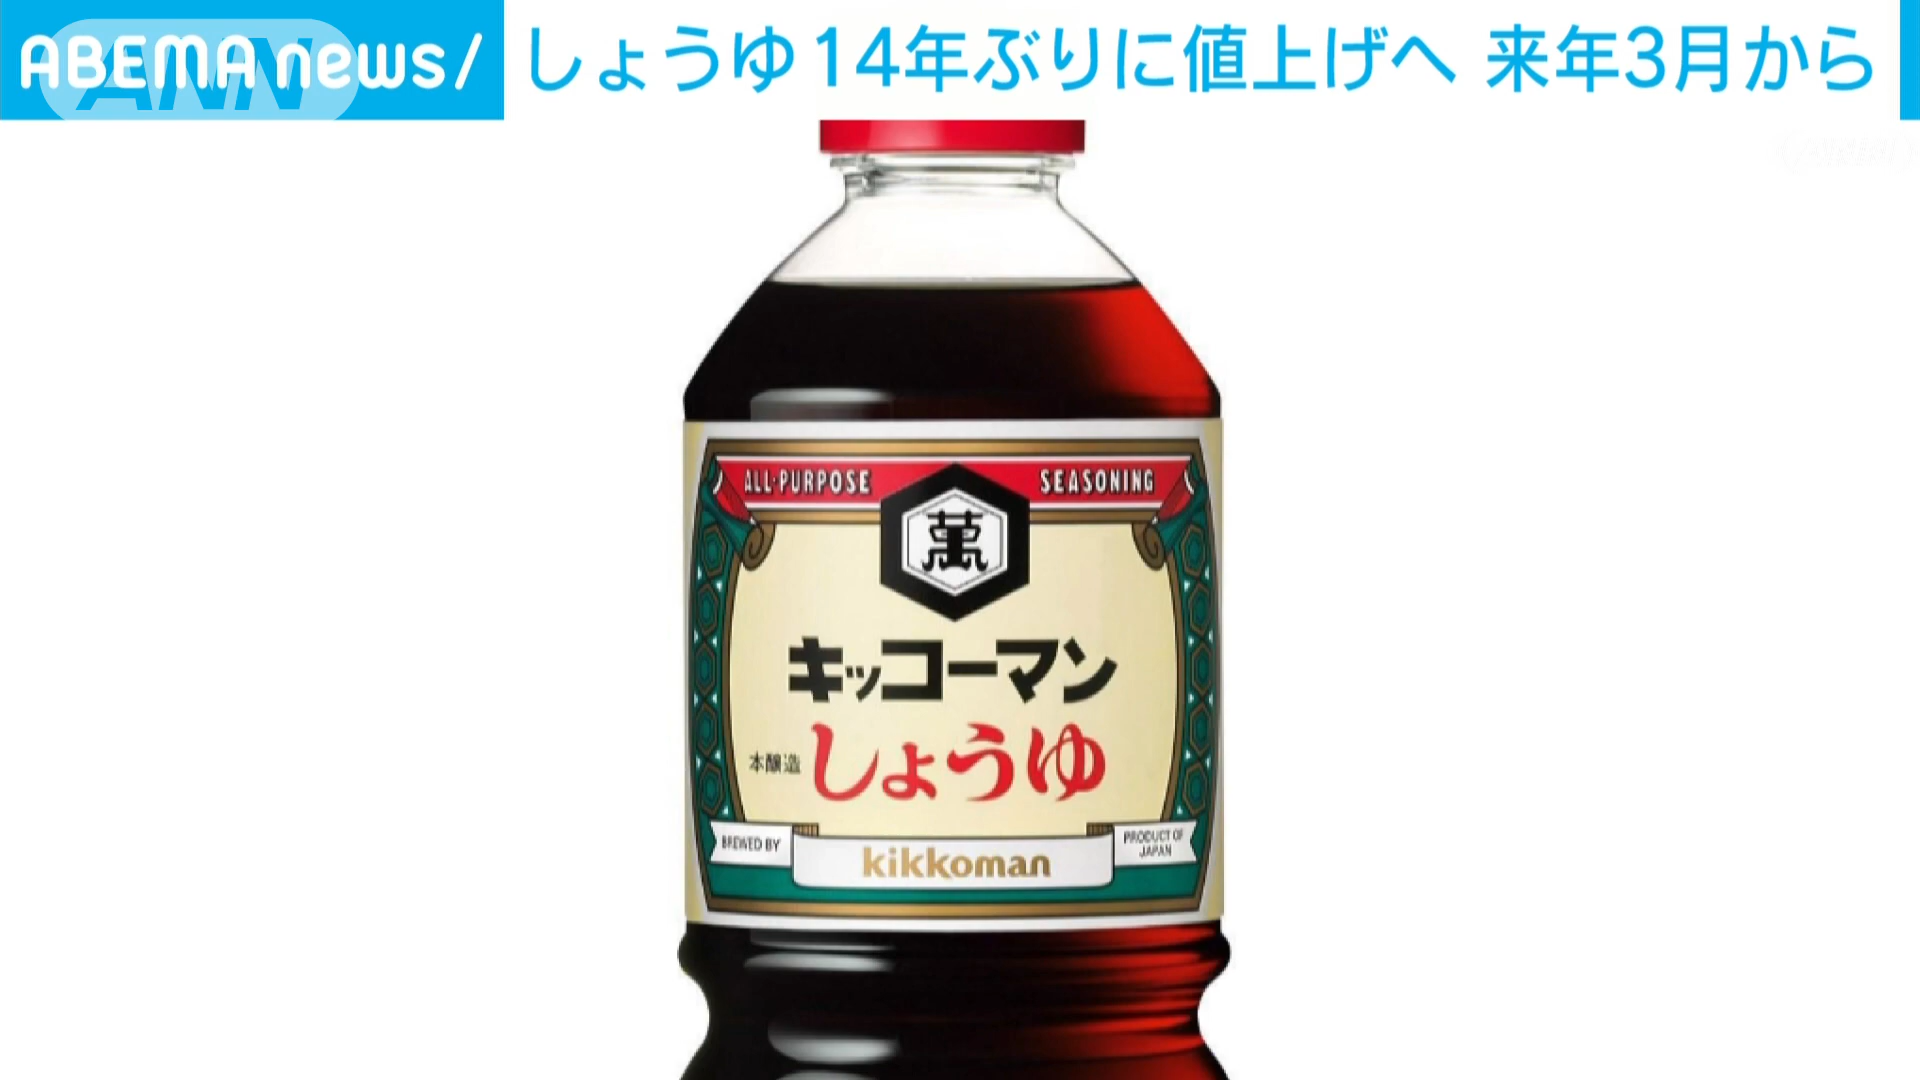 ABEMA news/
ANN
しょうゆ14年ぶりに値上げへ 来年3月から
ALL・PURPOSE SEASONING
萬
キッコーマン
本醸造 しょうゆ
BREWED BY
kikkoman
PRODUCT OF
JAPAN